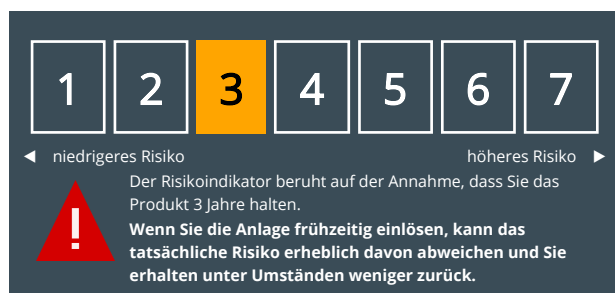 1 2 3 4 5 6 7
◄ niedrigeres Risiko höheres Risiko ►
Der Risikoindikator beruht auf der Annahme, dass Sie das
Produkt 3 Jahre halten.
Wenn Sie die Anlage frühzeitig einlösen, kann das
tatsächliche Risiko erheblich davon abweichen und Sie
erhalten unter Umständen weniger zurück.
!